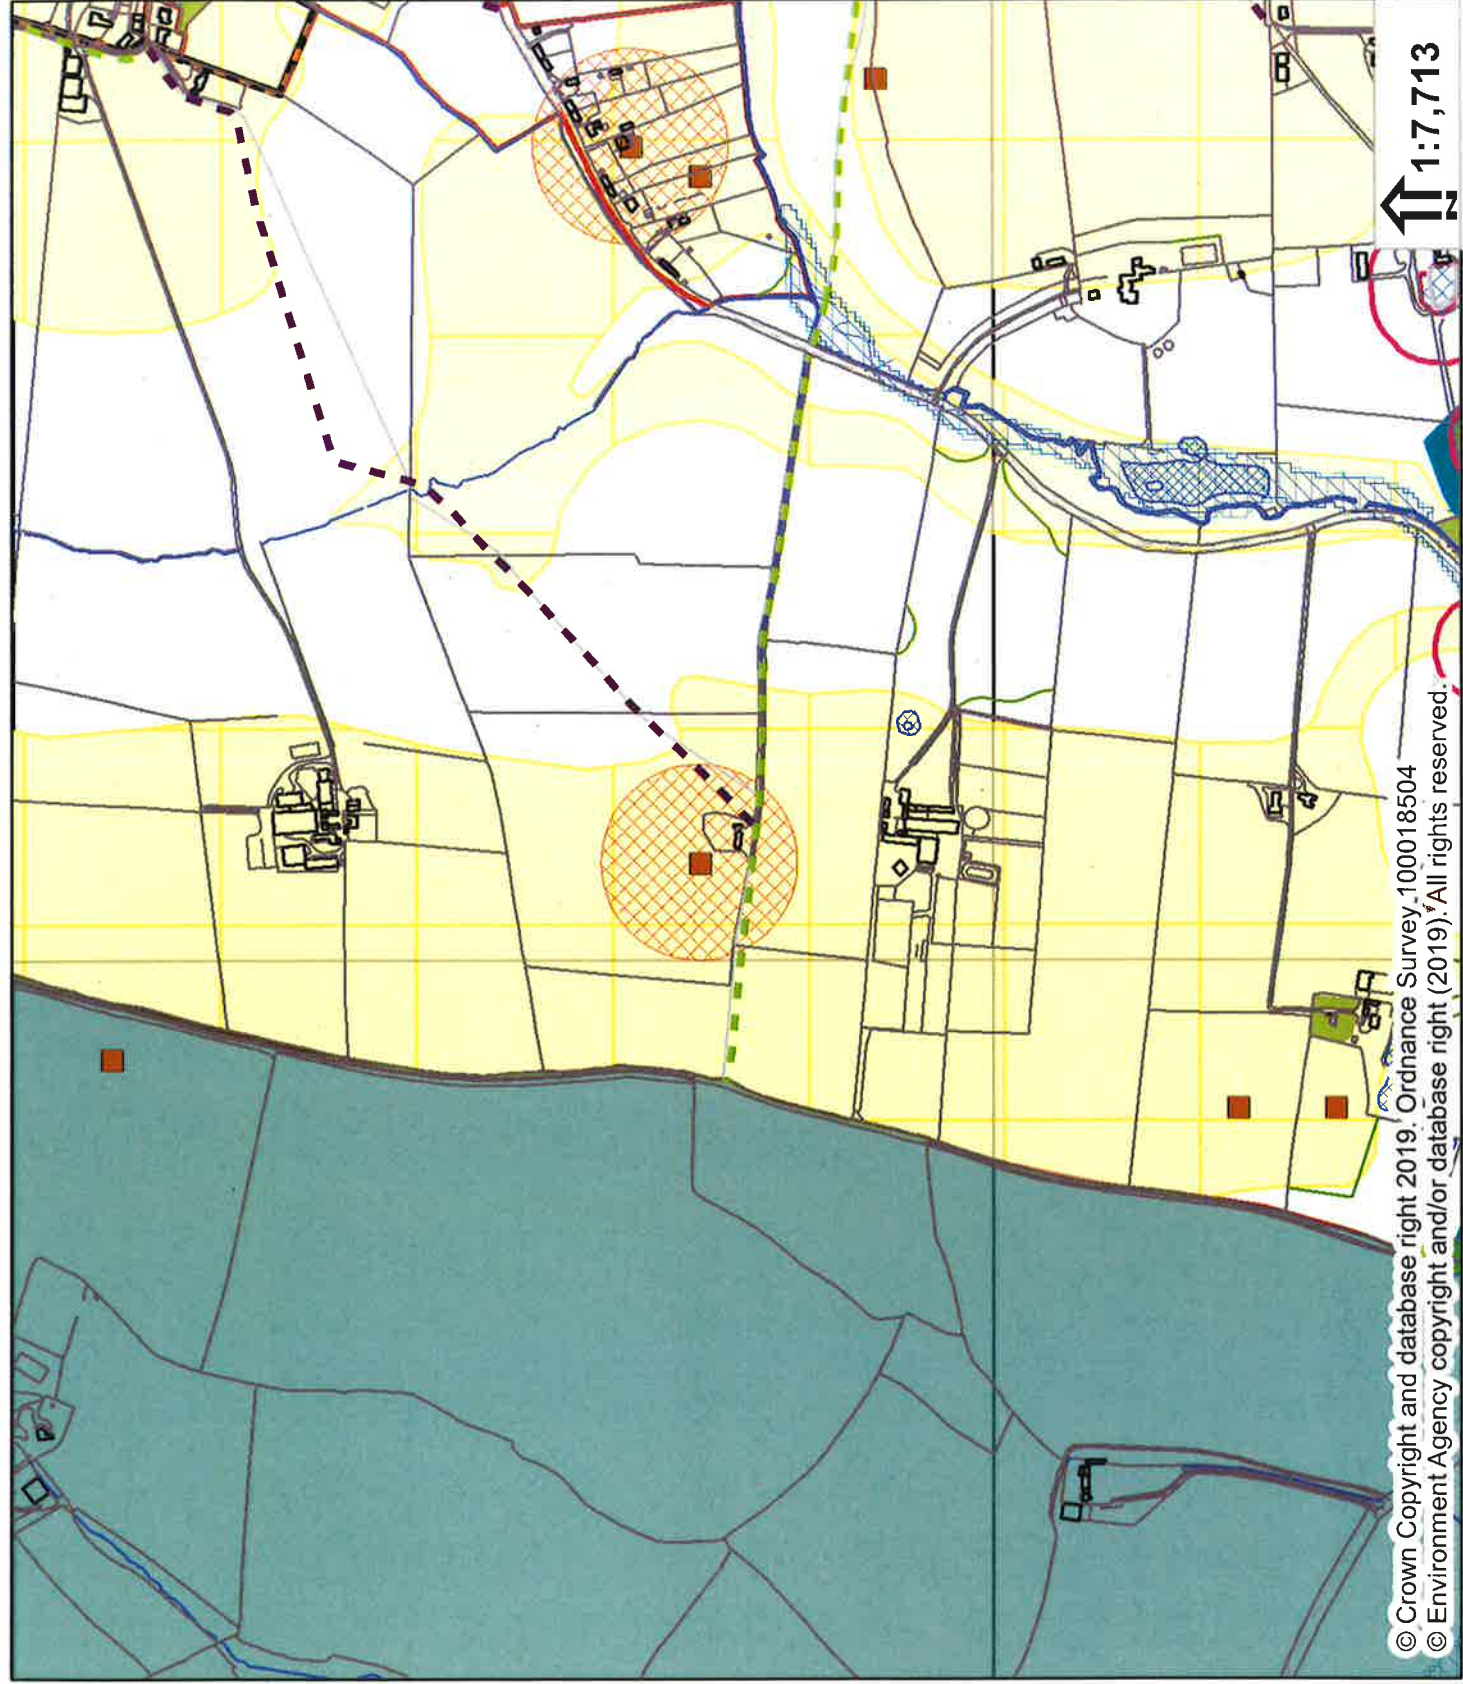 1:7,713
N
© Crown Copyright and database right 2019. Ordnance Survey 100018504
© Environment Agency copyright and/or database right (2019). All rights reserved.